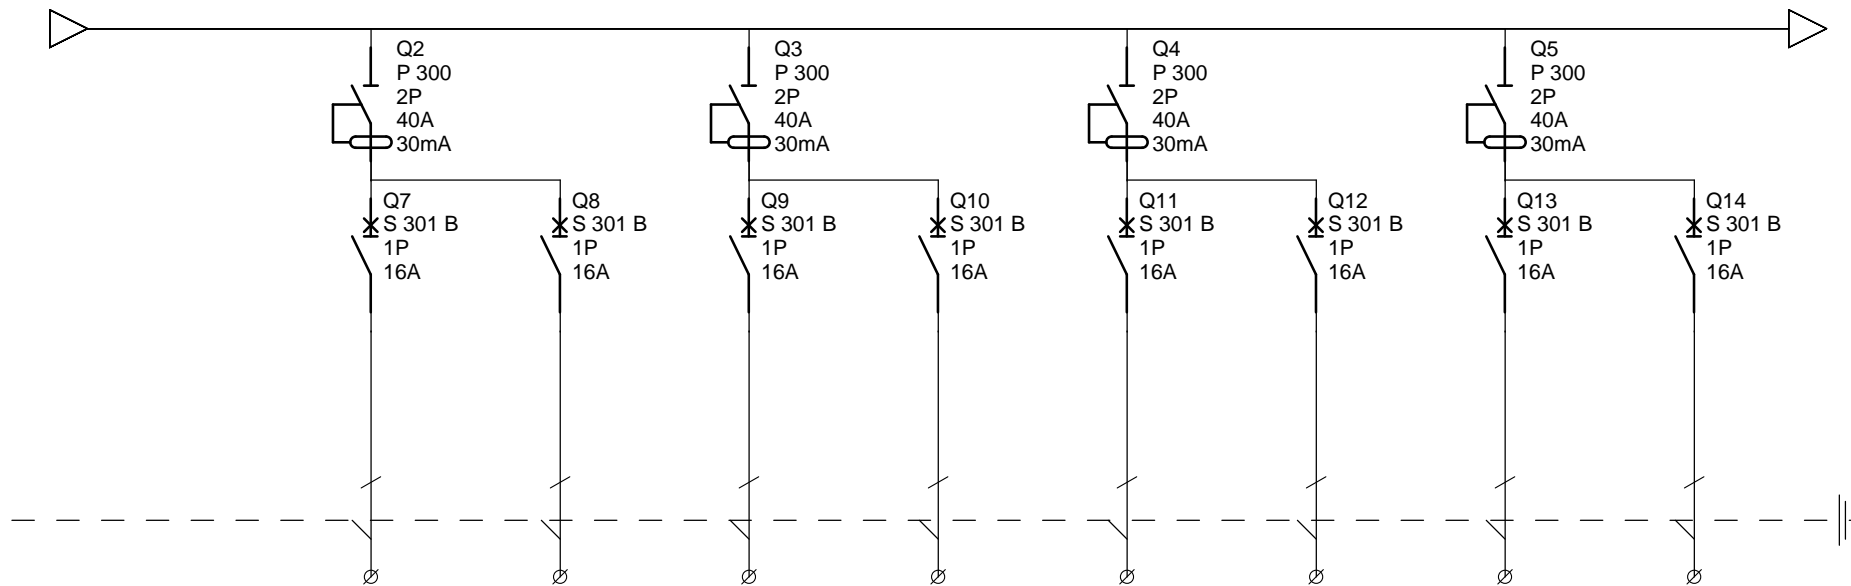 Q2
P 300
2P
40A
30mA
Q3
P 300
2P
40A
30mA
Q4
P 300
2P
40A
30mA
Q5
P 300
2P
40A
30mA
Q7
S 301 B
1P
16A
Q8
S 301 B
1P
16A
Q9
S 301 B
1P
16A
Q10
S 301 B
1P
16A
Q11
S 301 B
1P
16A
Q12
S 301 B
1P
16A
Q13
S 301 B
1P
16A
Q14
S 301 B
1P
16A